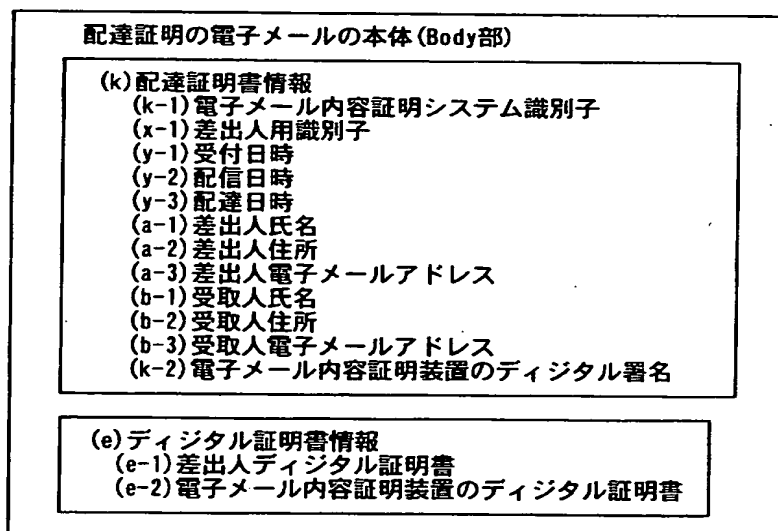 配達証明の電子メールの本体(Body部)
(k)配達証明書情報
(k-1)電子メール内容証明システム識別子
(x-1)差出人用識別子
(y-1)受付日時
(y-2)配信日時
(y-3)配達日時
(a-1)差出人氏名
(a-2)差出人住所
(a-3)差出人電子メールアドレス
(b-1)受取人氏名
(b-2)受取人住所
(b-3)受取人電子メールアドレス
(k-2)電子メール内容証明装置のディジタル署名
(e)ディジタル証明書情報
(e-1)差出人ディジタル証明書
(e-2)電子メール内容証明装置のディジタル証明書